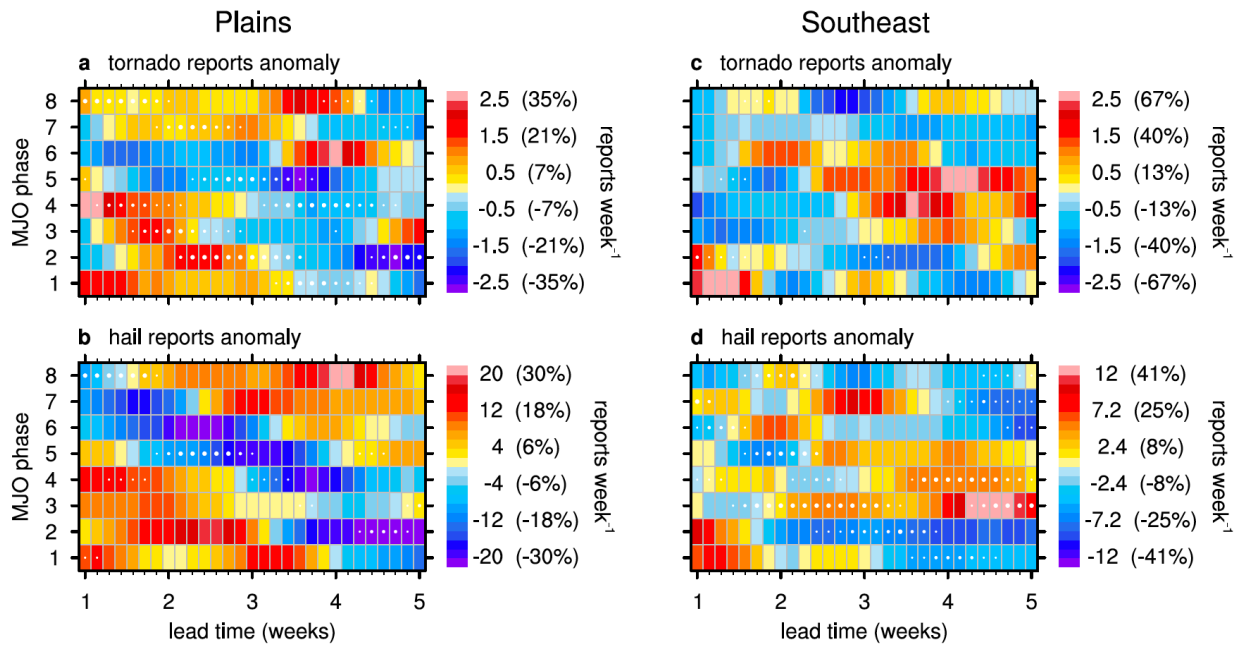 Plains
Southeast
a tornado reports anomaly
8
7
6
5
4
3
2
1
MJO phase
2.5 (35%)
1.5 (21%)
0.5 (7%)
-0.5 (-7%)
-1.5 (-21%)
-2.5 (-35%)
reports week⁻¹
c tornado reports anomaly
2.5 (67%)
1.5 (40%)
0.5 (13%)
-0.5 (-13%)
-1.5 (-40%)
-2.5 (-67%)
reports week⁻¹
b hail reports anomaly
8
7
6
5
4
3
2
1
MJO phase
1 2 3 4 5
lead time (weeks)
20 (30%)
12 (18%)
4 (6%)
-4 (-6%)
-12 (-18%)
-20 (-30%)
reports week⁻¹
d hail reports anomaly
1 2 3 4 5
lead time (weeks)
12 (41%)
7.2 (25%)
2.4 (8%)
-2.4 (-8%)
-7.2 (-25%)
-12 (-41%)
reports week⁻¹